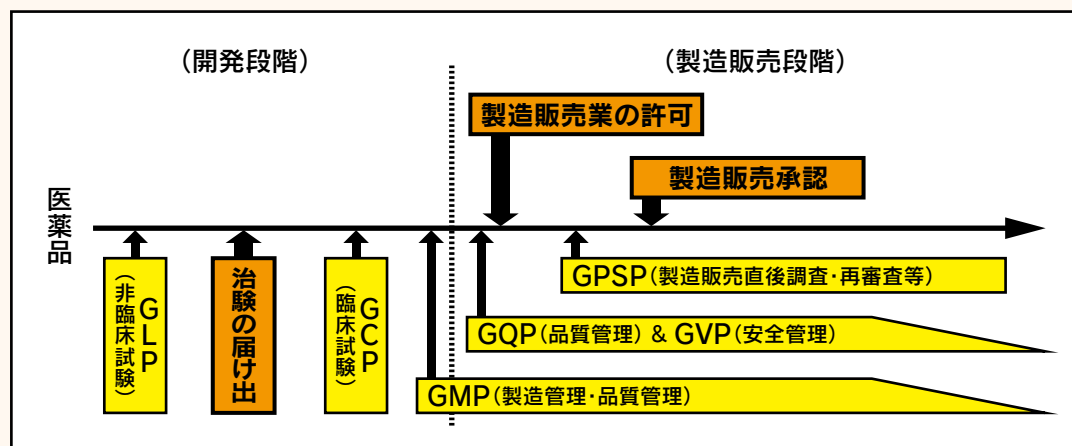 （開発段階）
（製造販売段階）
製造販売業の許可
製造販売承認
医薬品
GLP
（非臨床試験）
治験の届け出
GCP
（臨床試験）
GPSP（製造販売直後調査・再審査等）
GQP（品質管理）& GVP（安全管理）
GMP（製造管理・品質管理）